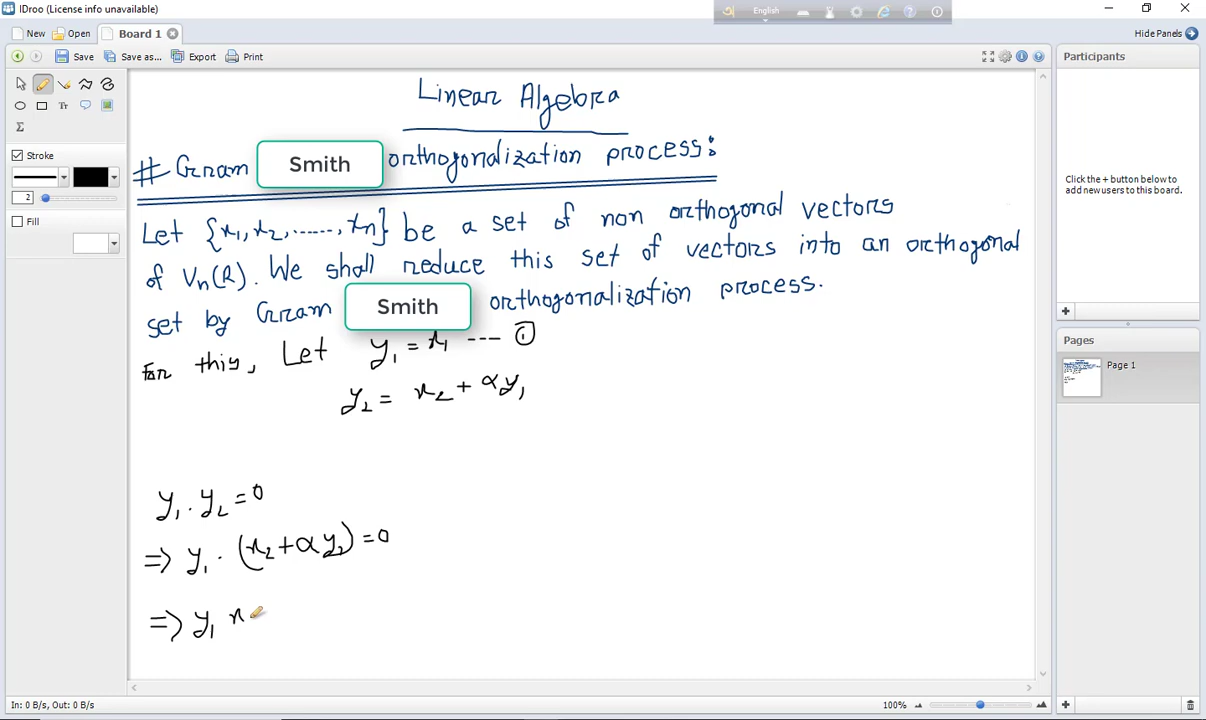 IDroo (License info unavailable)
English
New Open Board 1 Hide Panels
Save Save as... Export Print
Participants
Click the + button below to
add new users to this board.
Stroke
2
Fill
Pages
Page 1
Linear Algebra
# Gram Smith orthogonalization process:
Let {x₁, x₂, ......, xn} be a set of non orthogonal vectors
of Vn(R). We shall reduce this set of vectors into an orthogonal
set by Gram Smith orthogonalization process.
For this, Let y₁ = x₁ --- ①
y₂ = x₂ + αy₁
y₁ . y₂ = 0
=> y₁ . (x₂ + αy₂) = 0
=> y₁ x
In: 0 B/s, Out: 0 B/s 100%